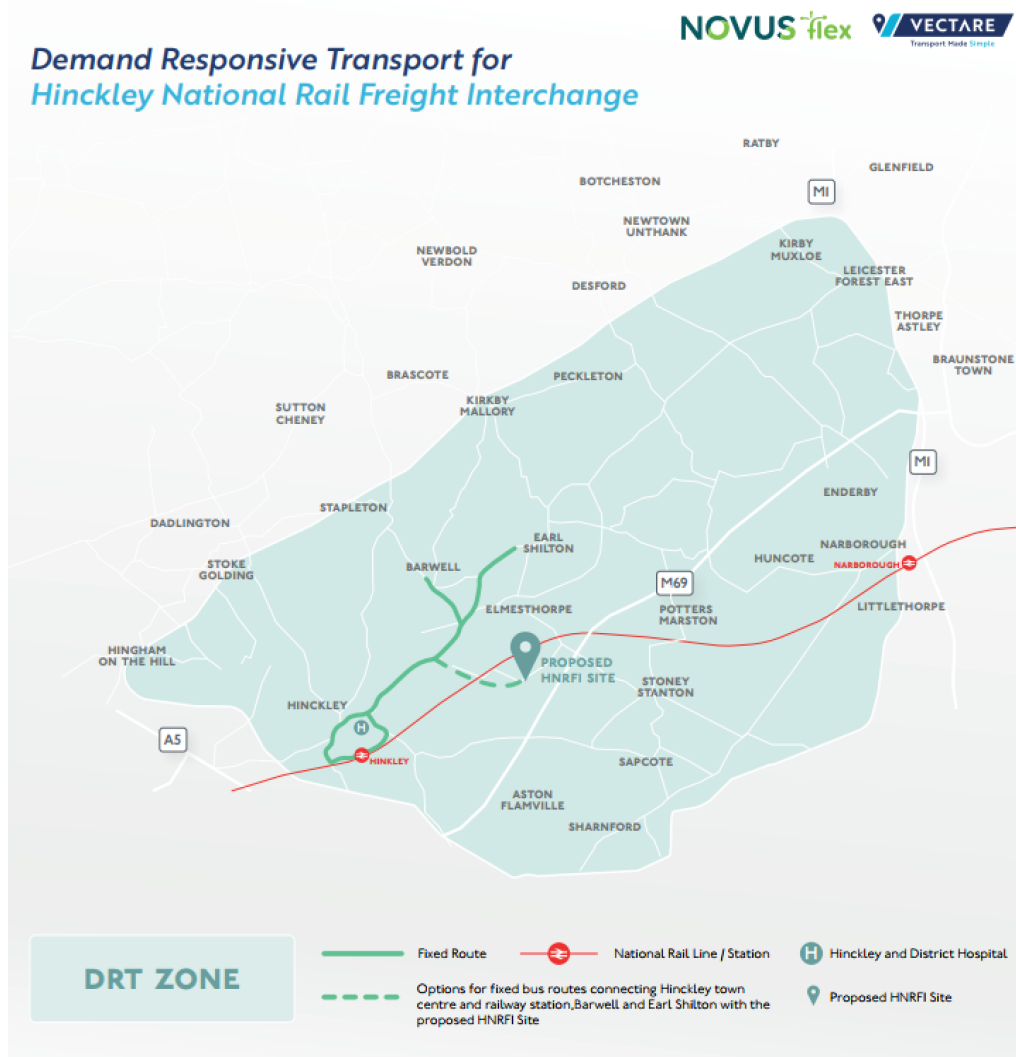 NOVUS flex
VECTARE
Transport Made Simple
Demand Responsive Transport for
Hinckley National Rail Freight Interchange
RATBY
GLENFIELD
BOTCHESTON
M1
NEWTOWN
UNTHANK
KIRBY
MUXLOE
NEWBOLD
VERDON
LEICESTER
FOREST EAST
DESFORD
THORPE
ASTLEY
BRAUNSTONE
TOWN
BRASCOTE
PECKLETON
KIRKBY
MALLORY
SUTTON
CHENEY
M1
ENDERBY
STAPLETON
DADLINGTON
EARL
SHILTON
NARBOROUGH
HUNCOTE
NARBOROUGH
STOKE
GOLDING
BARWELL
M69
ELMESTHORPE
POTTERS
MARSTON
LITTLETHORPE
HINGHAM
ON THE HILL
PROPOSED
HNRFI SITE
STONEY
STANTON
HINCKLEY
H
A5
HINKLEY
SAPCOTE
ASTON
FLAMVILLE
SHARNFORD
DRT ZONE
Fixed Route
National Rail Line / Station
H Hinckley and District Hospital
Options for fixed bus routes connecting Hinckley town
centre and railway station,Barwell and Earl Shilton with the
proposed HNRFI Site
Proposed HNRFI Site